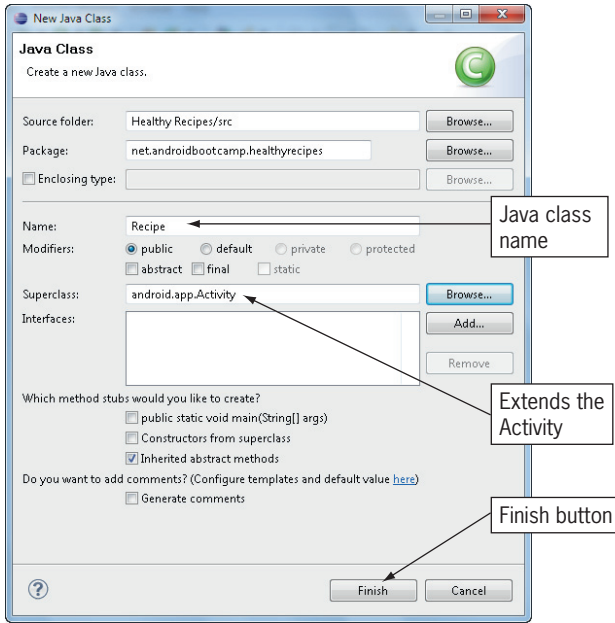 New Java Class
Java Class
Create a new Java class.
Source folder: Healthy Recipes/src Browse...
Package: net.androidbootcamp.healthyrecipes Browse...
Enclosing type: Browse...
Name: Recipe
Java class name
Modifiers: public default private protected
abstract final static
Superclass: android.app.Activity Browse...
Interfaces: Add...
Remove
Which method stubs would you like to create?
public static void main(String[] args)
Extends the Activity
Constructors from superclass
Inherited abstract methods
Do you want to add comments? (Configure templates and default value here)
Generate comments
Finish button
? Finish Cancel